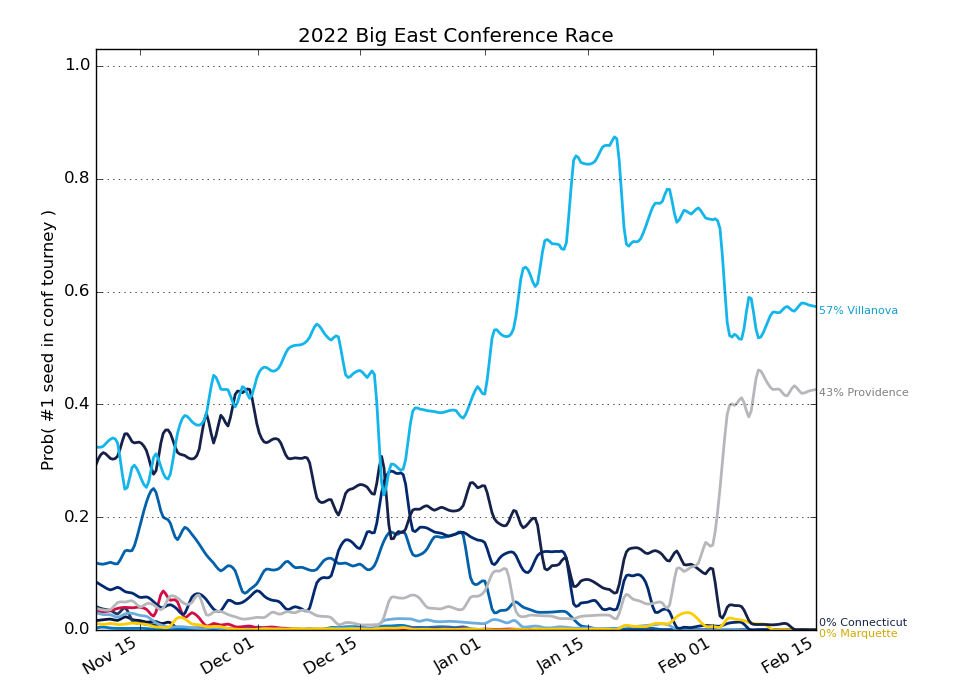 2022 Big East Conference Race
Prob( #1 seed in conf tourney )
1.0
0.8
0.6
0.4
0.2
0.0
57% Villanova
43% Providence
0% Connecticut
0% Marquette
Nov 15
Dec 01
Dec 15
Jan 01
Jan 15
Feb 01
Feb 15